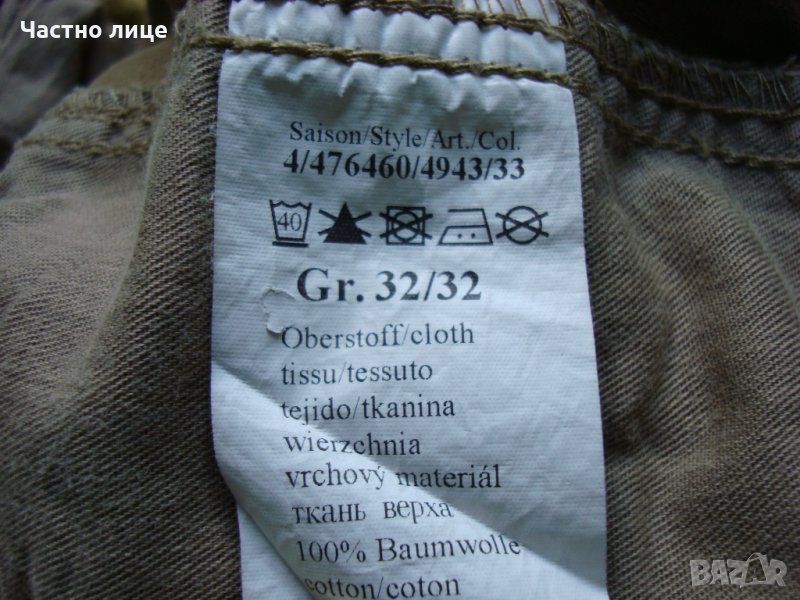 Частно лице
Saison/Style/Art./Col.
4/476460/4943/33
40
Gr. 32/32
Oberstoff/cloth
tissu/tessuto
tejido/tkanina
wierzchnia
vrchový materiál
ткань верха
100% Baumwolle
cotton/coton
BAZAR